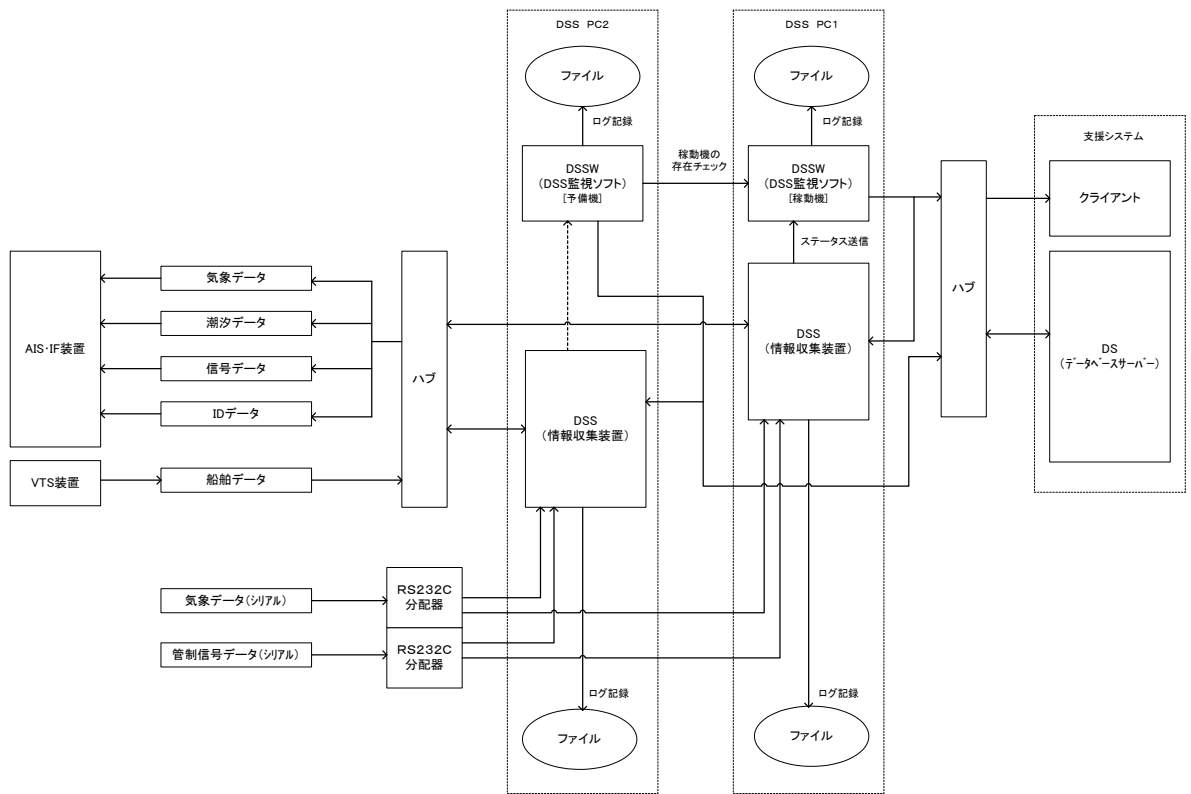 DSS PC2
DSS PC1
ファイル
ファイル
ログ記録
ログ記録
支援システム
DSSW
(DSS監視ソフト)
[予備機]
稼動機の
存在チェック
DSSW
(DSS監視ソフト)
[稼動機]
クライアント
ステータス送信
AIS・IF装置
気象データ
潮汐データ
信号データ
IDデータ
ハブ
DSS
(情報収集装置)
ハブ
DS
(データベースサーバー)
DSS
(情報収集装置)
VTS装置
船舶データ
気象データ(シリアル)
RS232C
分配器
管制信号データ(シリアル)
RS232C
分配器
ログ記録
ログ記録
ファイル
ファイル